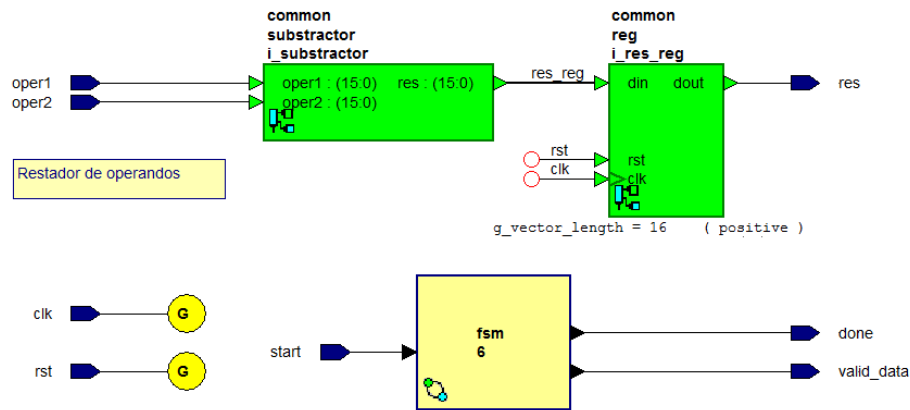 common
substractor
i_substractor
common
reg
i_res_reg
oper1
oper2
oper1 : (15:0) res : (15:0)
oper2 : (15:0)
res_reg
din dout
res
rst
clk
rst
clk
Restador de operandos
g_vector_length = 16 ( positive )
clk
G
rst
G
start
fsm
6
done
valid_data